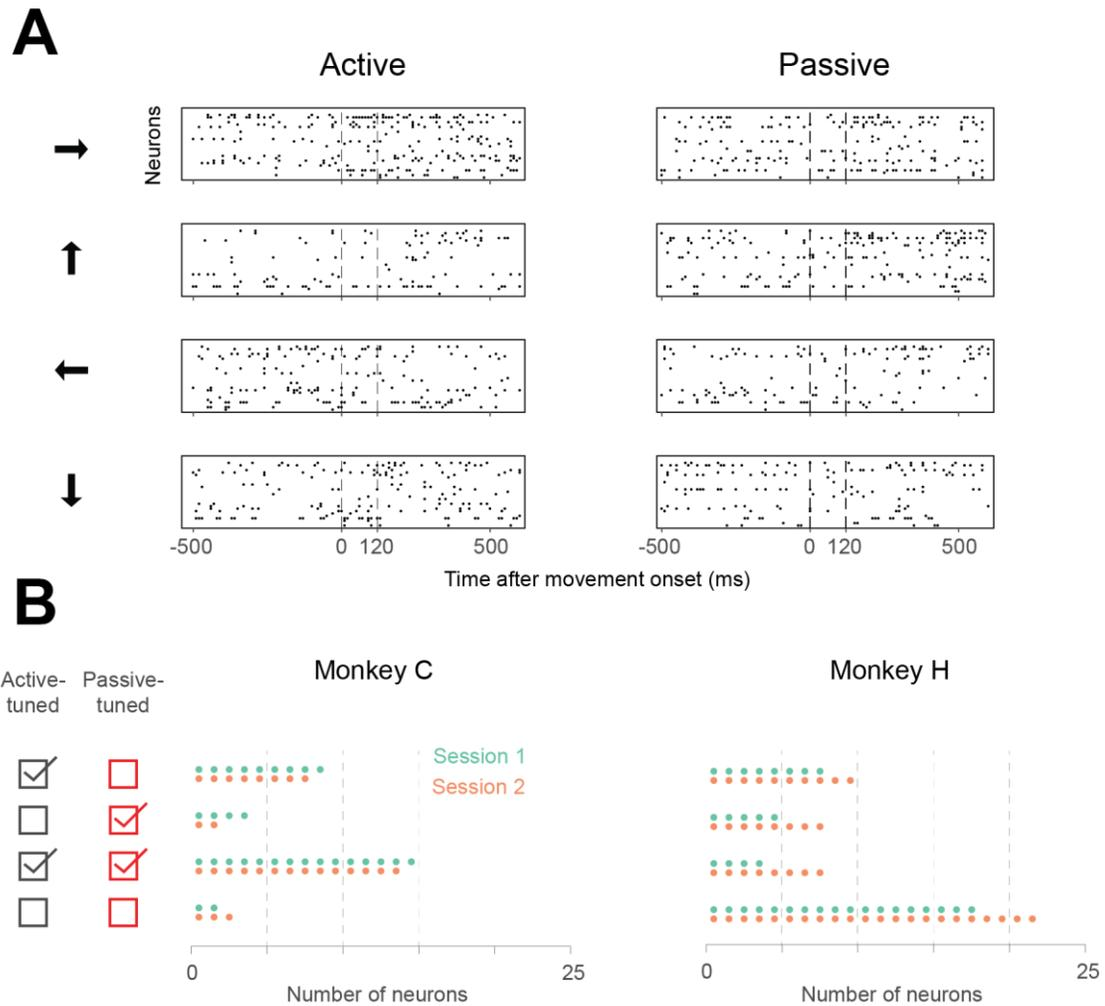 A
Active Passive
Neurons
-500 0 120 500 -500 0 120 500
Time after movement onset (ms)
B
Monkey C Monkey H
Active- Passive-
tuned tuned
Session 1
Session 2
0 25 0 25
Number of neurons Number of neurons